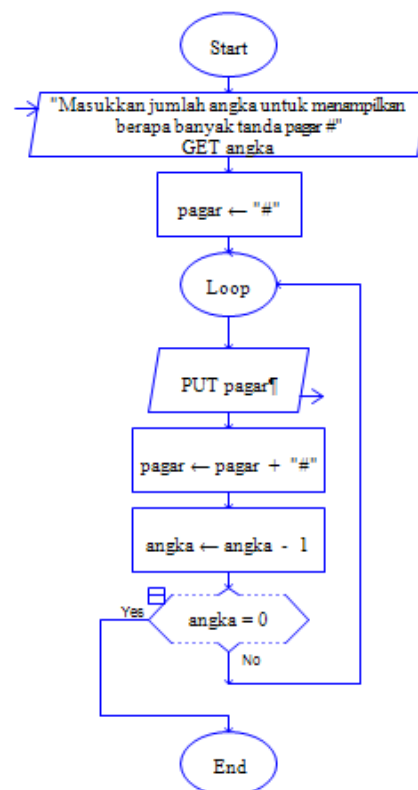 Start
"Masukkan jumlah angka untuk menampilkan
berapa banyak tanda pagar #"
GET angka
pagar ← "#"
Loop
PUT pagar¶
pagar ← pagar + "#"
angka ← angka - 1
angka = 0
Yes
No
End